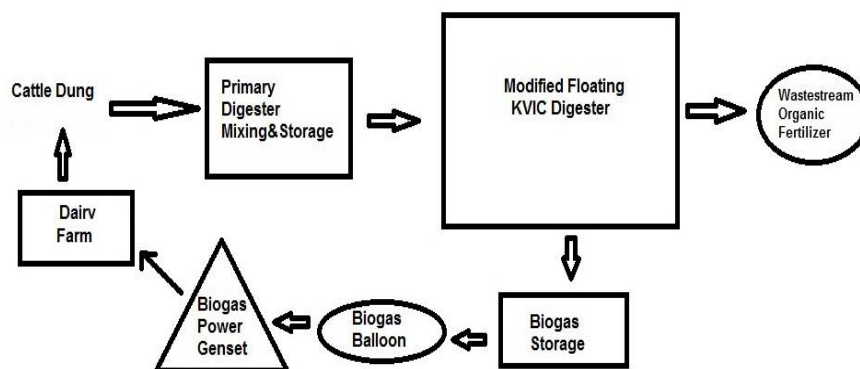 Cattle Dung
Primary
Digester
Mixing&Storage
Modified Floating
KVIC Digester
Wastestream
Organic
Fertilizer
Dairv
Farm
Biogas
Power
Genset
Biogas
Balloon
Biogas
Storage